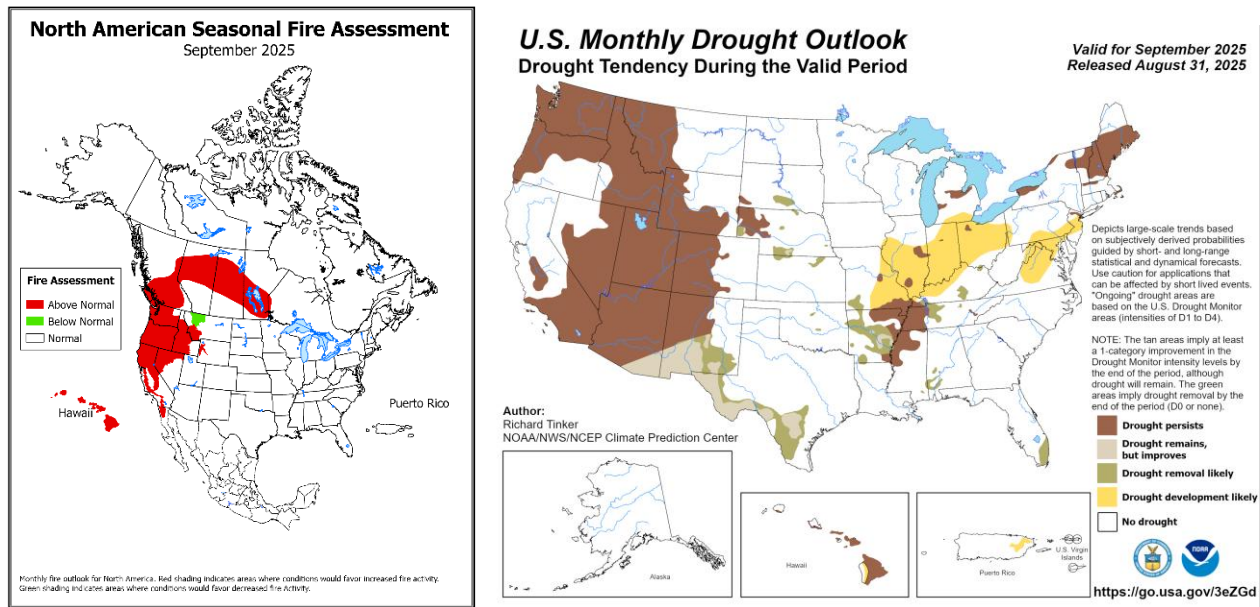 North American Seasonal Fire Assessment
September 2025
Fire Assessment
Above Normal
Below Normal
Normal
Hawaii
Puerto Rico
Monthly fire outlook for North America. Red shading indicates areas where conditions would favor increased fire activity.
Green shading indicates areas where conditions would favor decreased fire Activity.
U.S. Monthly Drought Outlook
Drought Tendency During the Valid Period
Valid for September 2025
Released August 31, 2025
Depicts large-scale trends based
on subjectively derived probabilities
guided by short- and long-range
statistical and dynamical forecasts.
Use caution for applications that
can be affected by short lived events.
"Ongoing" drought areas are
based on the U.S. Drought Monitor
areas (intensities of D1 to D4).
NOTE: The tan areas imply at least
a 1-category improvement in the
Drought Monitor intensity levels by
the end of the period, although
drought will remain. The green
areas imply drought removal by the
end of the period (D0 or none).
Author:
Richard Tinker
NOAA/NWS/NCEP Climate Prediction Center
Drought persists
Drought remains,
but improves
Drought removal likely
Drought development likely
No drought
Alaska
Hawaii
Puerto Rico
U.S. Virgin
Islands
NOAA
https://go.usa.gov/3eZGd